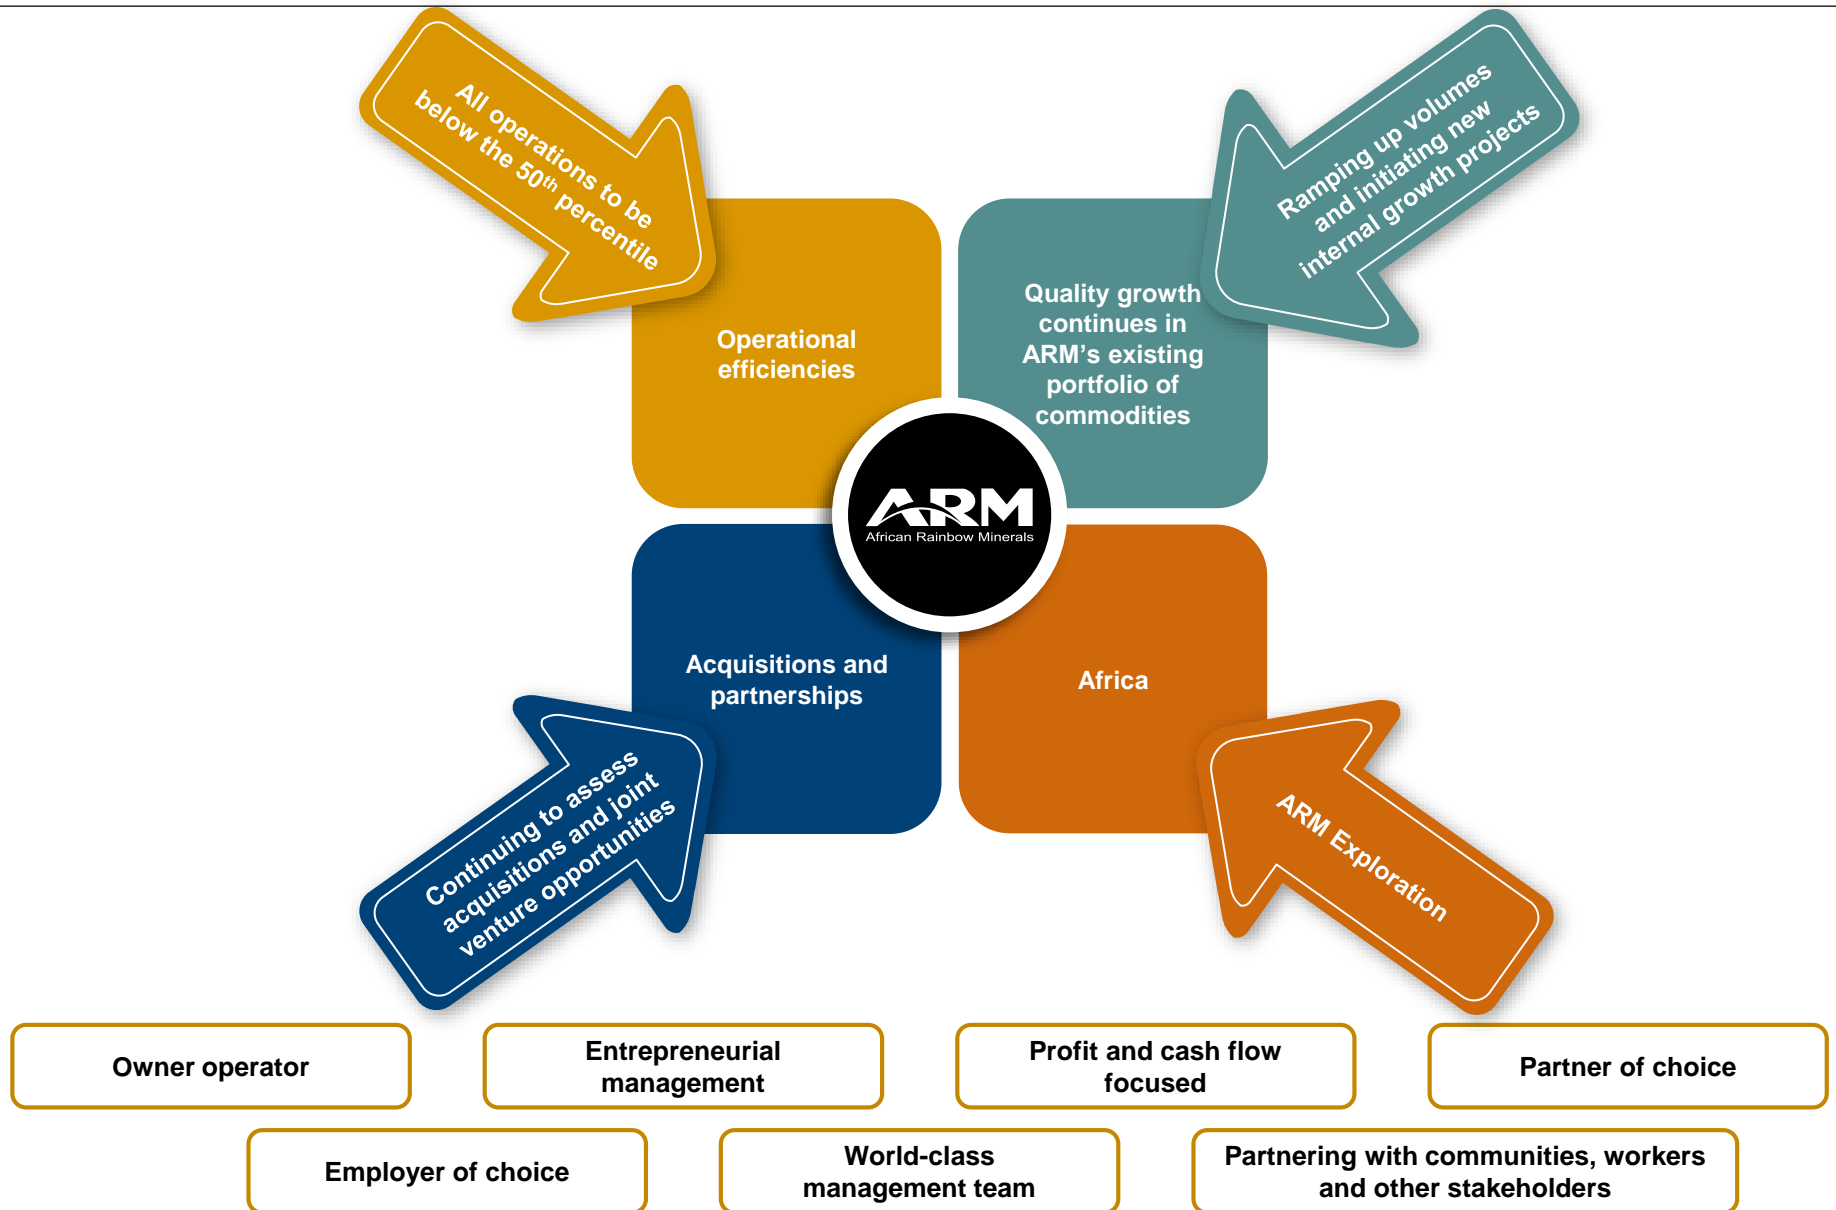 All operations to be
below the 50th percentile
Ramping up volumes
and initiating new
internal growth projects
Operational
efficiencies
Quality growth
continues in
ARM’s existing
portfolio of
commodities
ARM
African Rainbow Minerals
Acquisitions and
partnerships
Africa
Continuing to assess
acquisitions and joint
venture opportunities
ARM Exploration
Owner operator
Entrepreneurial
management
Profit and cash flow
focused
Partner of choice
Employer of choice
World-class
management team
Partnering with communities, workers
and other stakeholders